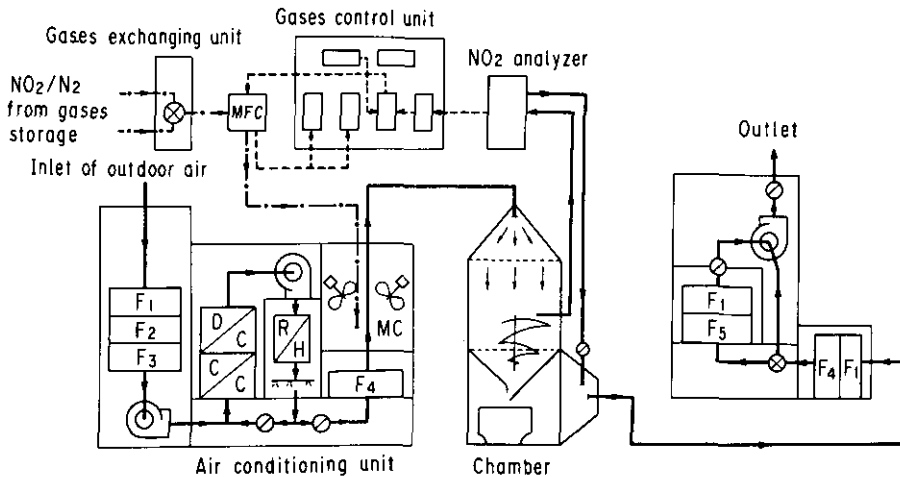 Gases control unit
Gases exchanging unit
NO2 analyzer
NO2/N2
from gases
storage
MFC
Inlet of outdoor air
Outlet
F1
F2
F3
D/C
C/C
R/H
MC
F4
F1
F5
F4
F1
Air conditioning unit
Chamber